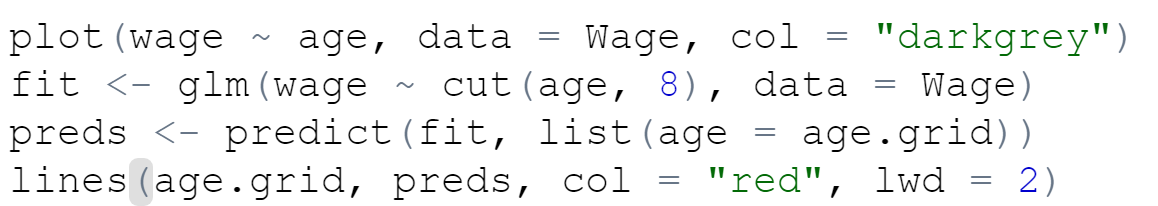 plot(wage ~ age, data = Wage, col = "darkgrey")
fit <- glm(wage ~ cut(age, 8), data = Wage)
preds <- predict(fit, list(age = age.grid))
lines(age.grid, preds, col = "red", lwd = 2)